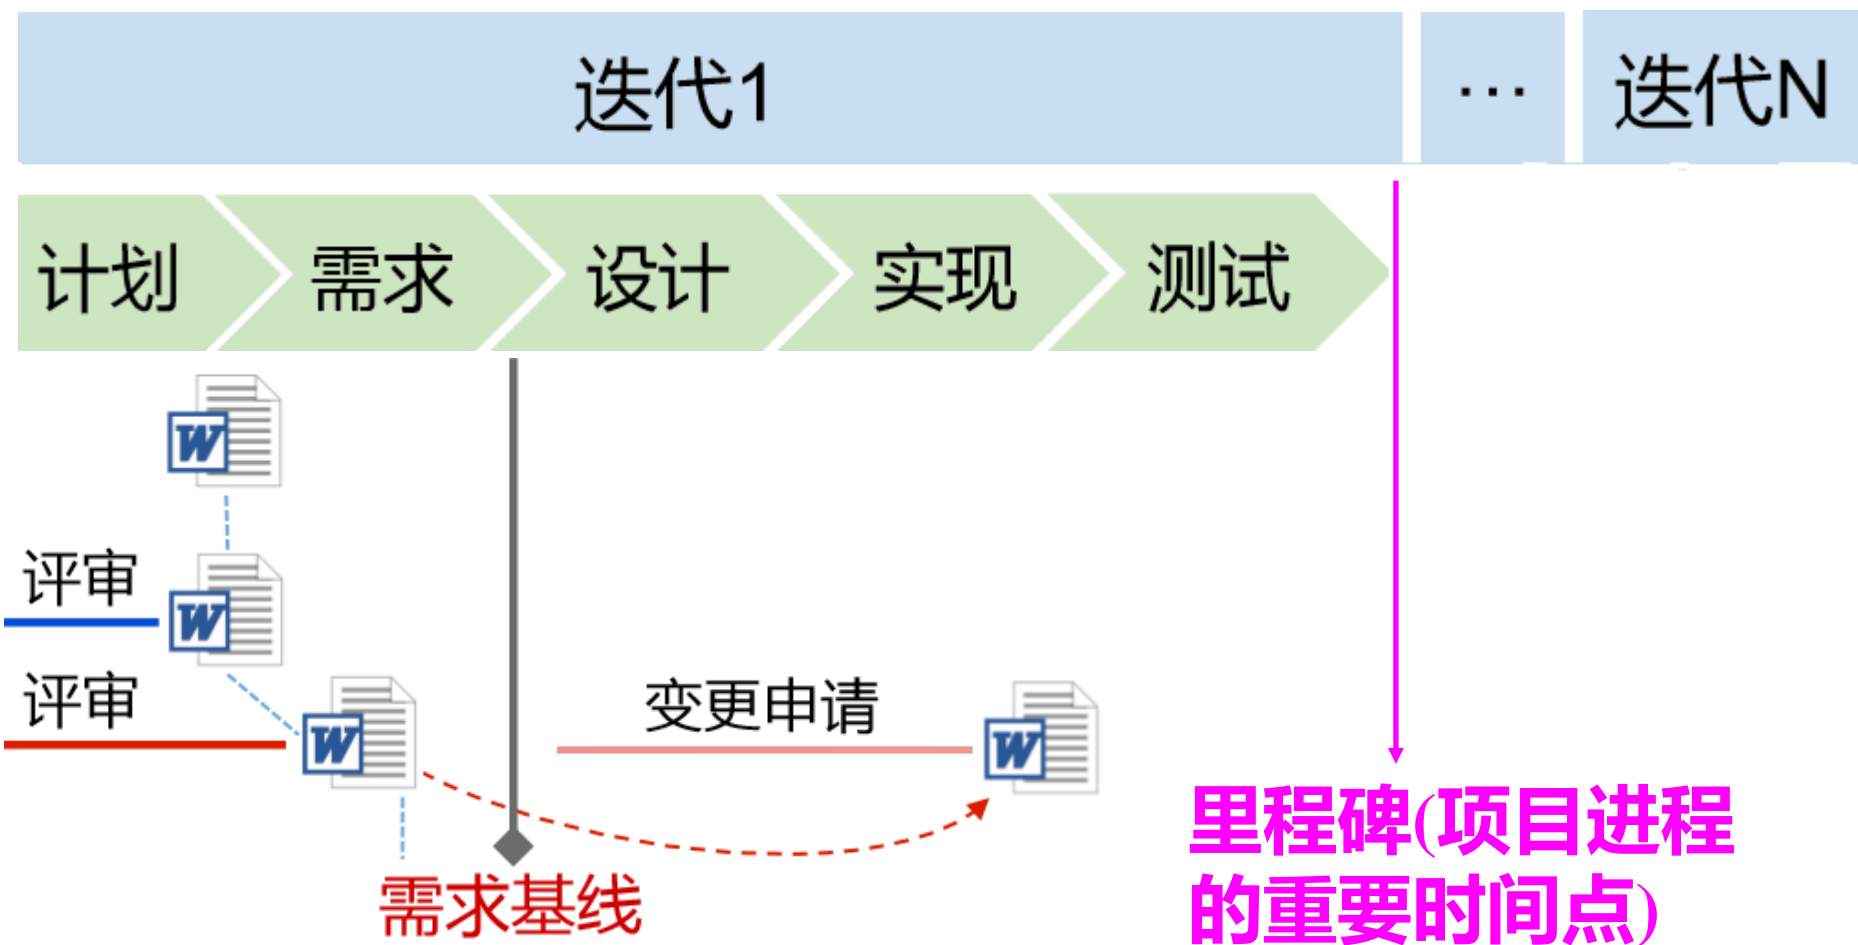 迭代1 … 迭代N
计划 需求 设计 实现 测试
W
评审 W
评审 W 变更申请 W
需求基线
里程碑(项目进程
的重要时间点)